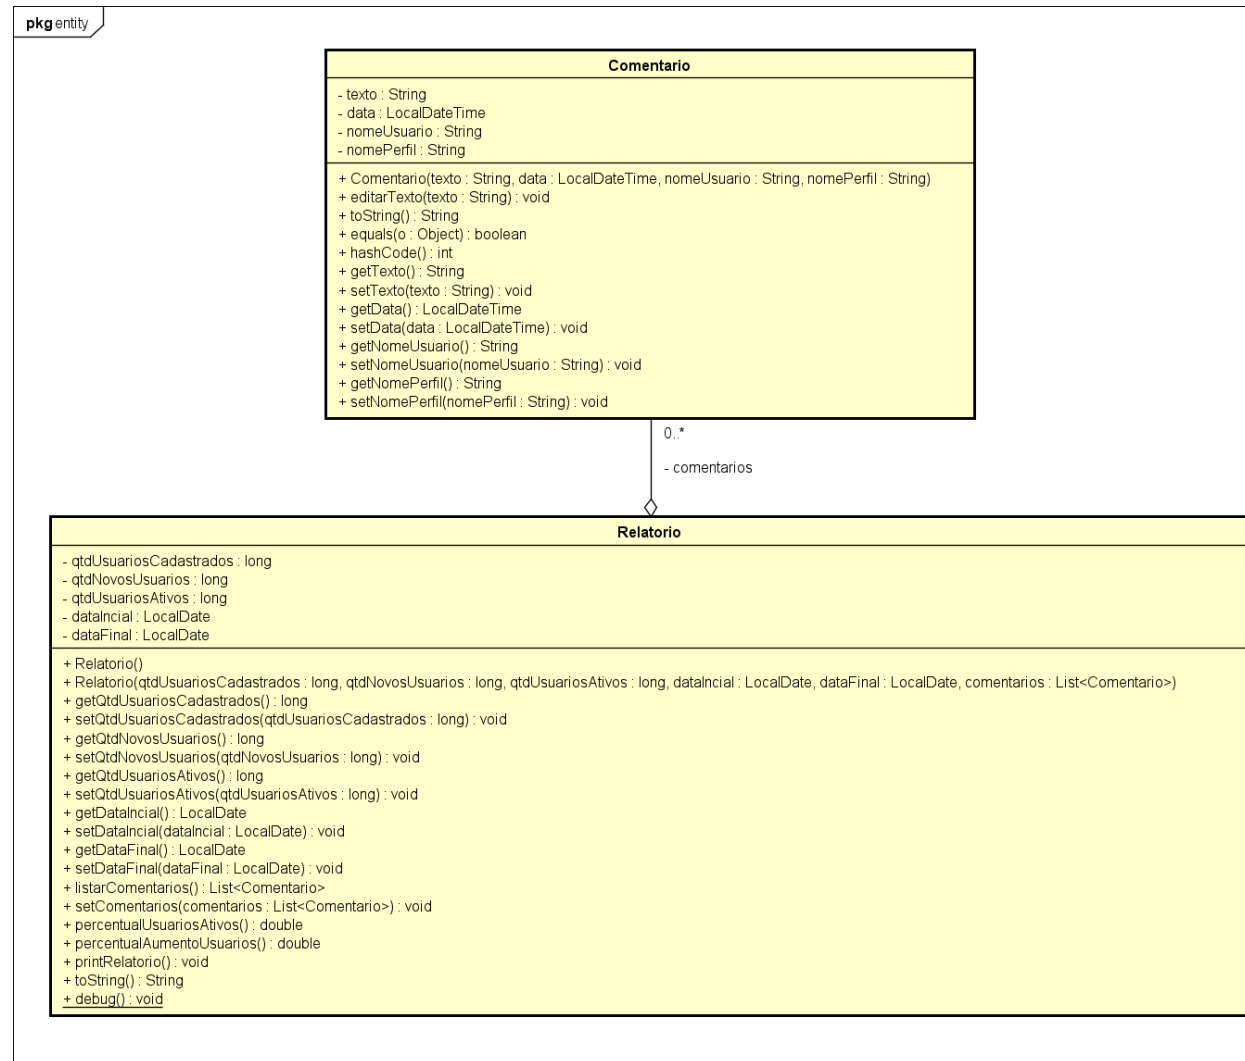 pkg entity
Comentario
- texto : String
- data : LocalDateTime
- nomeUsuario : String
- nomePerfil : String
+ Comentario(texto : String, data : LocalDateTime, nomeUsuario : String, nomePerfil : String)
+ editarTexto(texto : String) : void
+ toString() : String
+ equals(o : Object) : boolean
+ hashCode() : int
+ getTexto() : String
+ setTexto(texto : String) : void
+ getData() : LocalDateTime
+ setData(data : LocalDateTime) : void
+ getNomeUsuario() : String
+ setNomeUsuario(nomeUsuario : String) : void
+ getNomePerfil() : String
+ setNomePerfil(nomePerfil : String) : void
0..*
- comentarios
Relatorio
- qtdUsuariosCadastrados : long
- qtdNovosUsuarios : long
- qtdUsuariosAtivos : long
- dataIncial : LocalDate
- dataFinal : LocalDate
+ Relatorio()
+ Relatorio(qtdUsuariosCadastrados : long, qtdNovosUsuarios : long, qtdUsuariosAtivos : long, dataIncial : LocalDate, dataFinal : LocalDate, comentarios : List<Comentario>)
+ getQtdUsuariosCadastrados() : long
+ setQtdUsuariosCadastrados(qtdUsuariosCadastrados : long) : void
+ getQtdNovosUsuarios() : long
+ setQtdNovosUsuarios(qtdNovosUsuarios : long) : void
+ getQtdUsuariosAtivos() : long
+ setQtdUsuariosAtivos(qtdUsuariosAtivos : long) : void
+ getDataIncial() : LocalDate
+ setDataIncial(dataIncial : LocalDate) : void
+ getDataFinal() : LocalDate
+ setDataFinal(dataFinal : LocalDate) : void
+ listarComentarios() : List<Comentario>
+ setComentarios(comentarios : List<Comentario>) : void
+ percentualUsuariosAtivos() : double
+ percentualAumentoUsuarios() : double
+ printRelatorio() : void
+ toString() : String
+ debug() : void